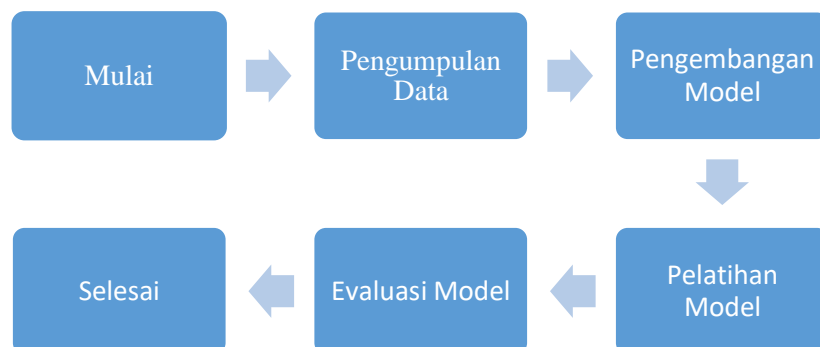 Mulai
Pengumpulan
Data
Pengembangan
Model
Pelatihan
Model
Evaluasi Model
Selesai